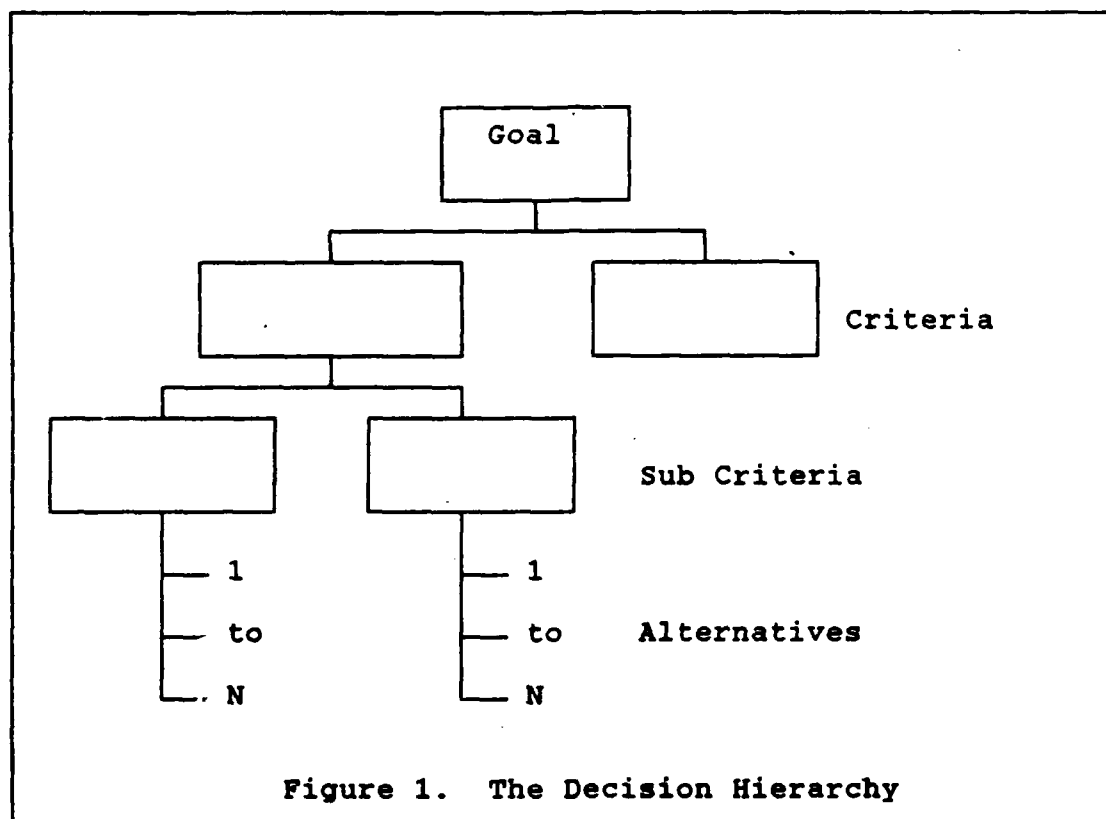 Goal
Criteria
Sub Criteria
1 1
to to Alternatives
N N
Figure 1. The Decision Hierarchy